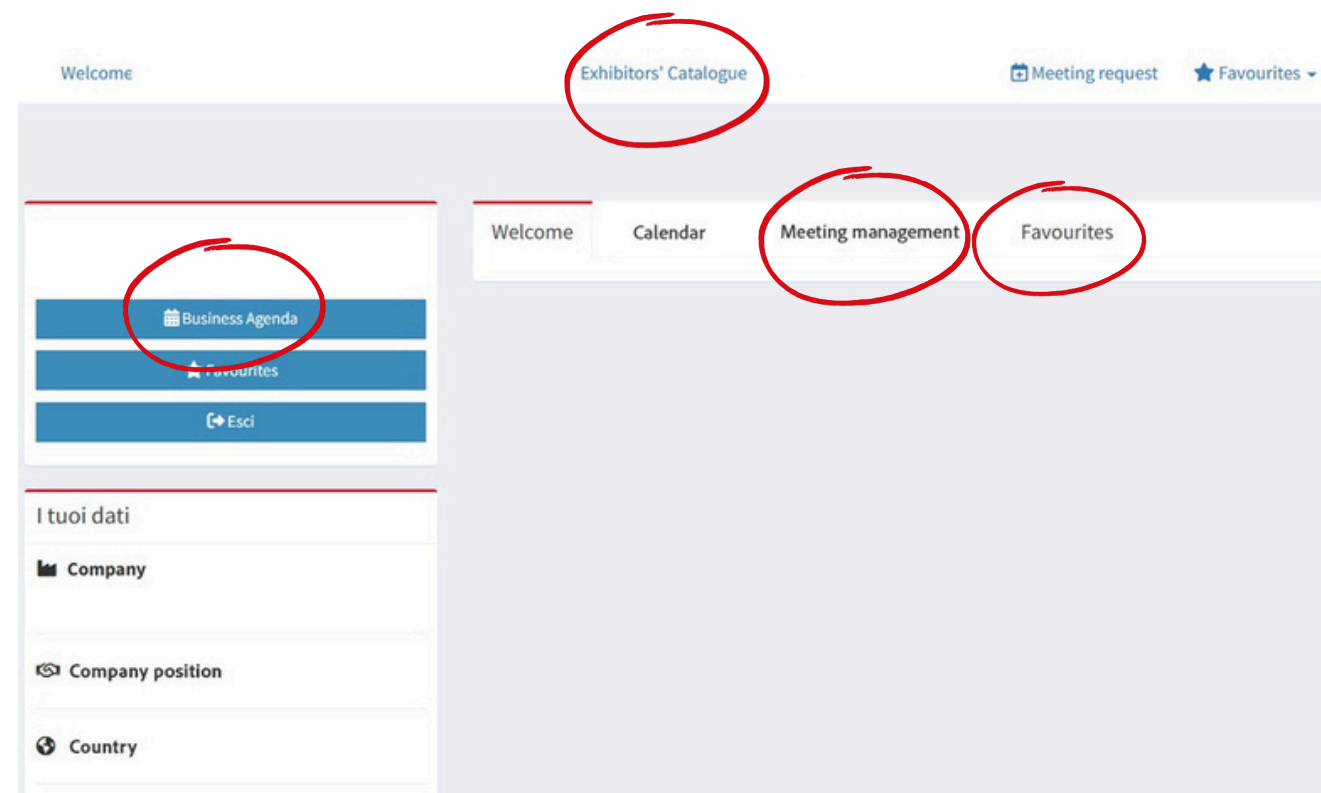 Welcome
Exhibitors' Catalogue
Meeting request
Favourites
Welcome
Calendar
Meeting management
Favourites
Business Agenda
Favourites
Esci
I tuoi dati
Company
Company position
Country